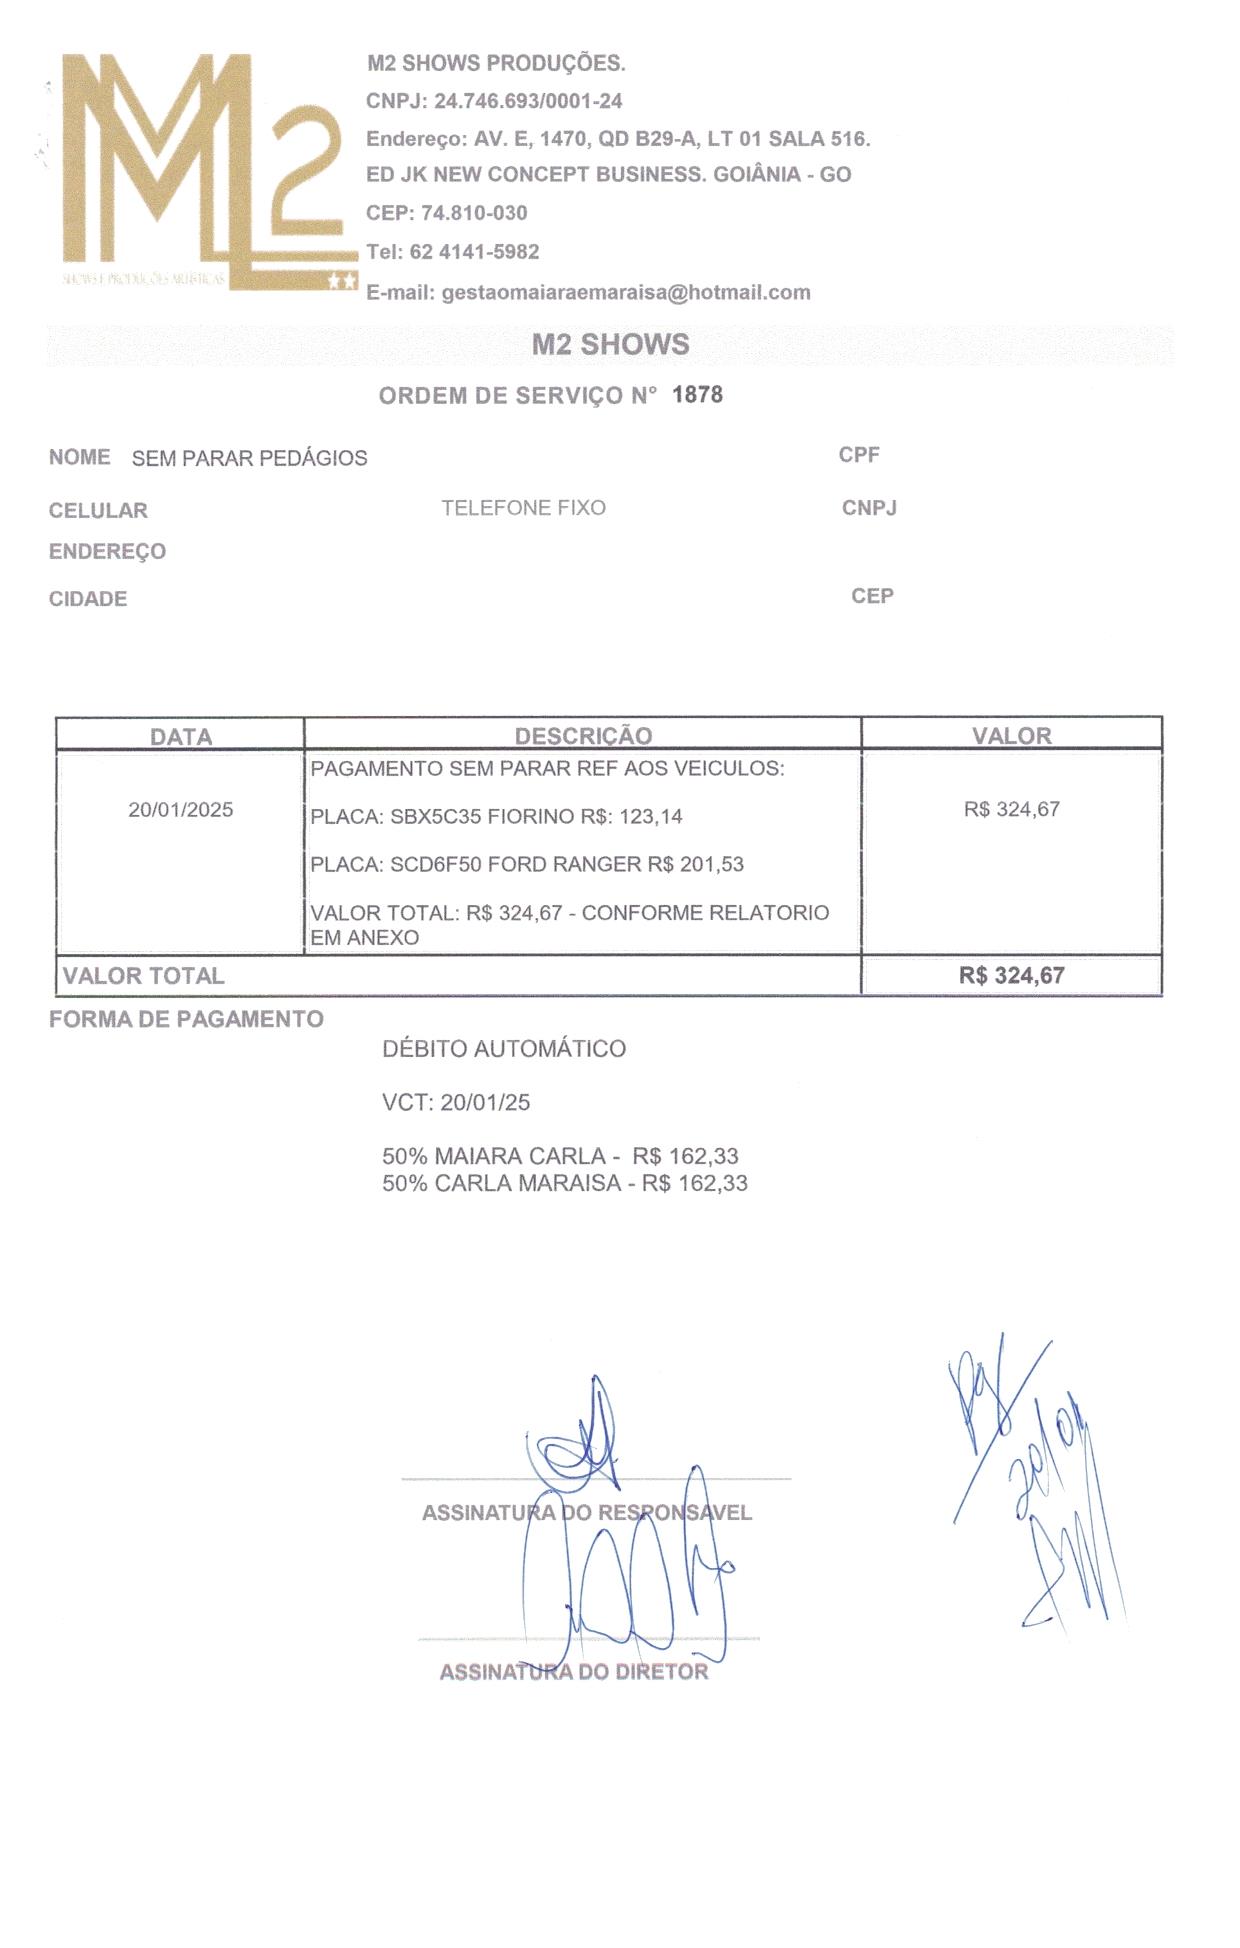 M2
SHOWS E PRODUÇÕES ARTÍSTICAS
M2 SHOWS PRODUÇÕES.
CNPJ: 24.746.693/0001-24
Endereço: AV. E, 1470, QD B29-A, LT 01 SALA 516.
ED JK NEW CONCEPT BUSINESS. GOIÂNIA - GO
CEP: 74.810-030
Tel: 62 4141-5982
E-mail: gestaomaiaraemaraisa@hotmail.com
M2 SHOWS
ORDEM DE SERVIÇO N° 1878
NOME SEM PARAR PEDÁGIOS CPF
CELULAR TELEFONE FIXO CNPJ
ENDEREÇO
CIDADE CEP
DATA DESCRIÇÃO VALOR
PAGAMENTO SEM PARAR REF AOS VEICULOS:
20/01/2025 PLACA: SBX5C35 FIORINO R$: 123,14 R$ 324,67
PLACA: SCD6F50 FORD RANGER R$ 201,53
VALOR TOTAL: R$ 324,67 - CONFORME RELATORIO
EM ANEXO
VALOR TOTAL R$ 324,67
FORMA DE PAGAMENTO
DÉBITO AUTOMÁTICO
VCT: 20/01/25
50% MAIARA CARLA - R$ 162,33
50% CARLA MARAISA - R$ 162,33
20/01
ASSINATURA DO RESPONSAVEL
ASSINATURA DO DIRETOR